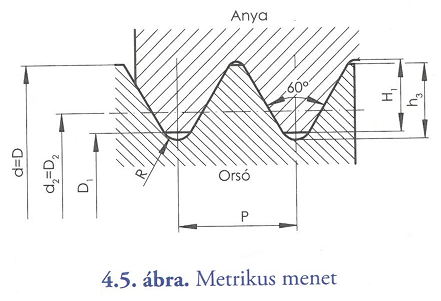 Anya
60°
H₁
h₃
d=D
d₂=D₂
D₁
R
Orsó
P
4.5. ábra. Metrikus menet